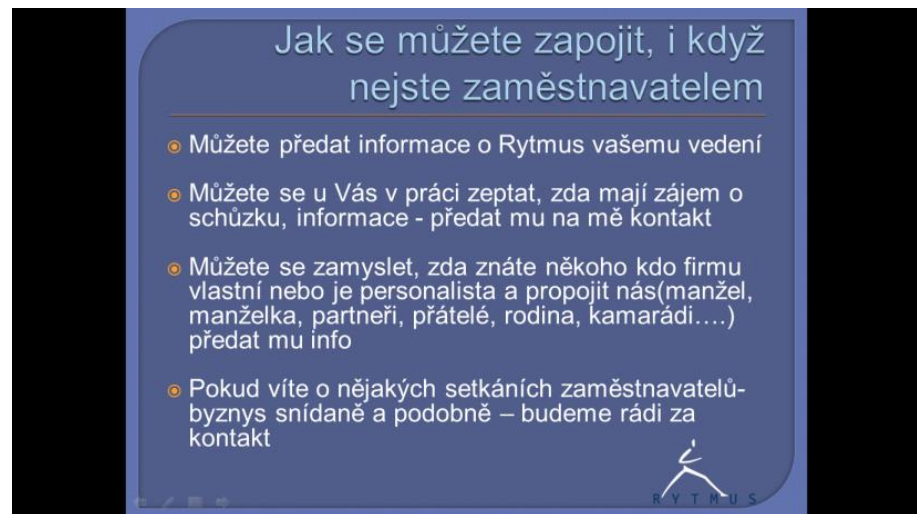 Jak se můžete zapojit, i když
nejste zaměstnavatelem
Můžete předat informace o Rytmus vašemu vedení
Můžete se u Vás v práci zeptat, zda mají zájem o
schůzku, informace - předat mu na mě kontakt
Můžete se zamyslet, zda znáte někoho kdo firmu
vlastní nebo je personalista a propojit nás(manžel,
manželka, partneři, přátelé, rodina, kamarádi….)
předat mu info
Pokud víte o nějakých setkáních zaměstnavatelů-
byznys snídaně a podobně – budeme rádi za
kontakt
RYTMUS